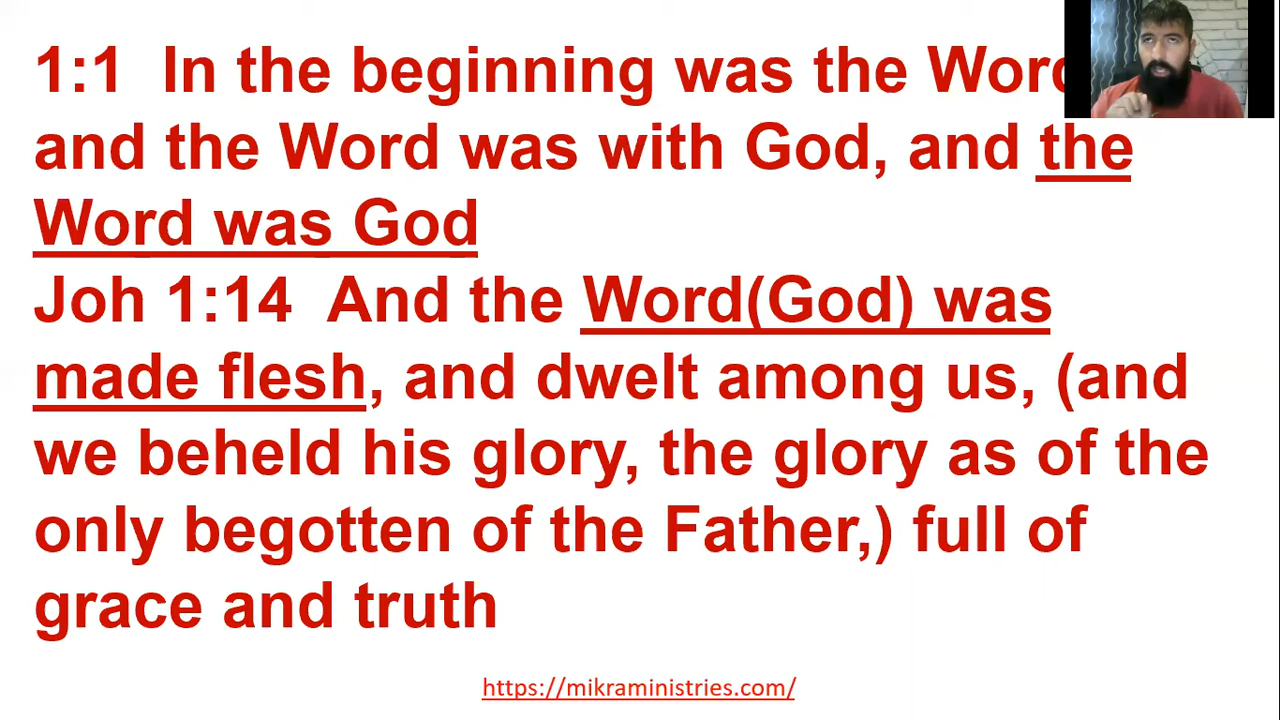 1:1 In the beginning was the
and the Word was with God, and the
Word was God
Joh 1:14 And the Word(God) was
made flesh, and dwelt among us, (and
we beheld his glory, the glory as of the
only begotten of the Father,) full of
grace and truth
https://mikraministries.com/